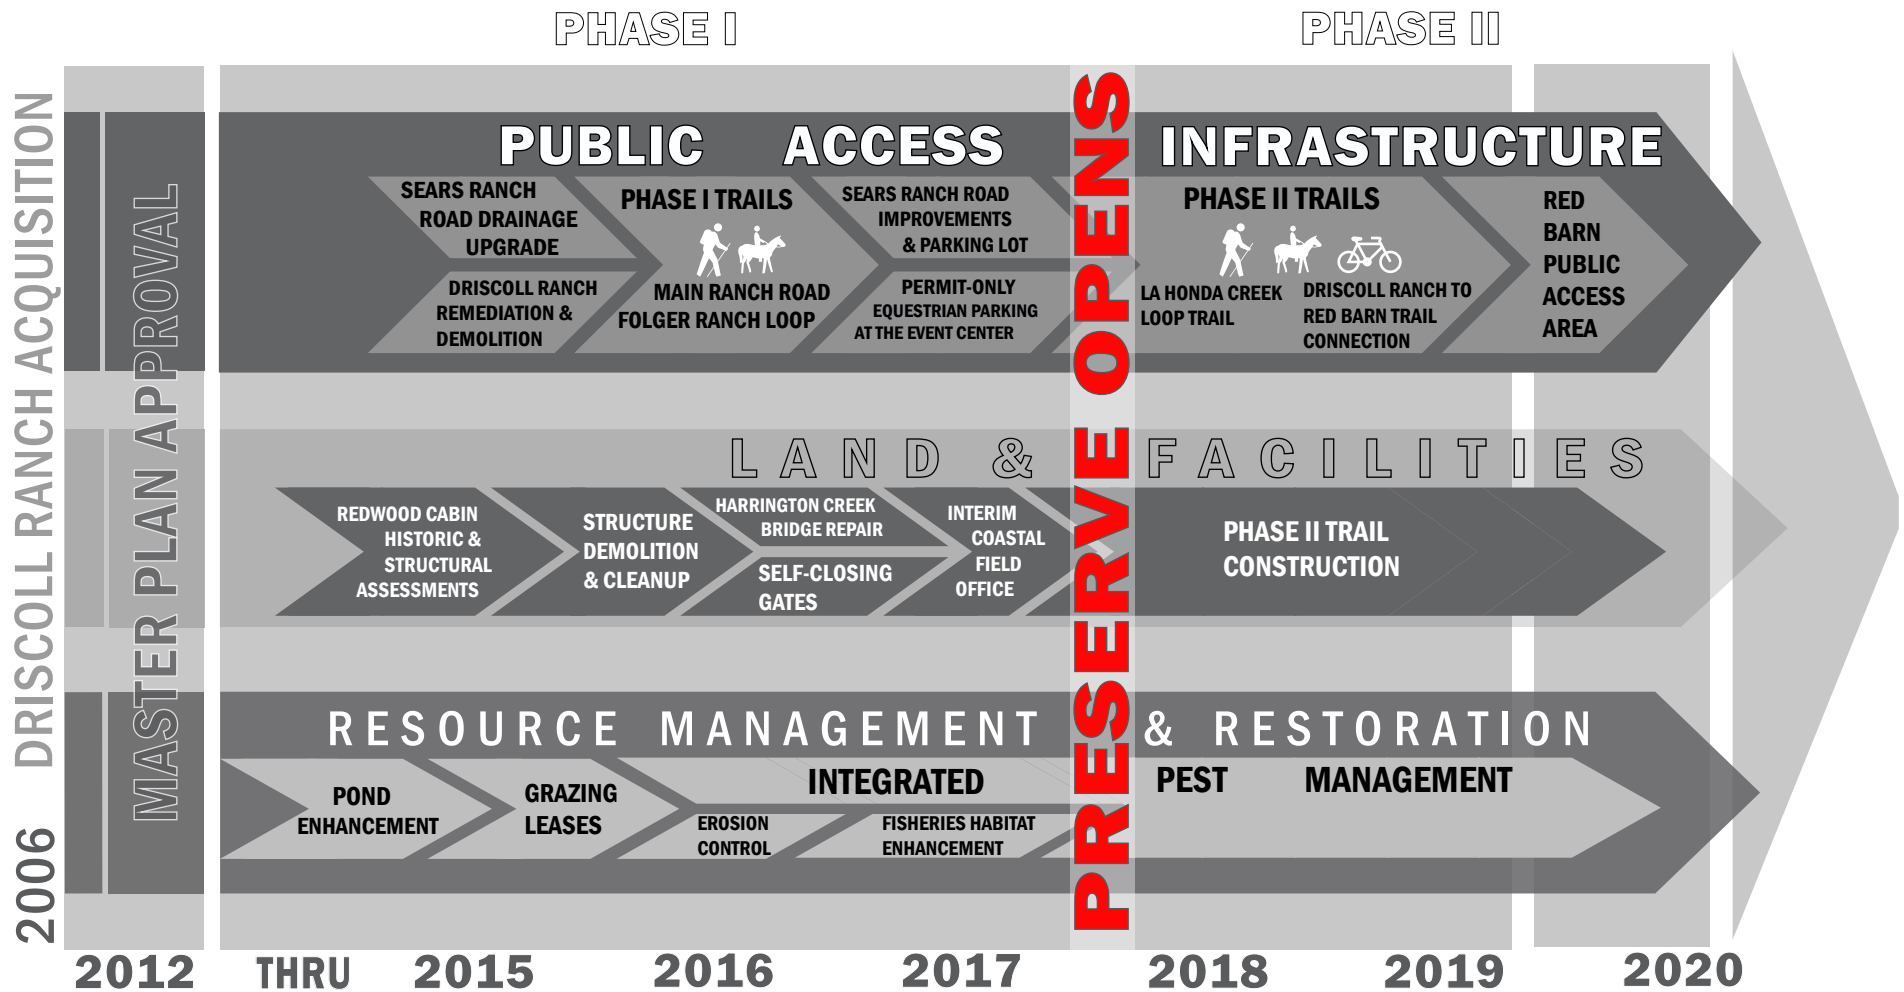 PHASE I
PHASE II
2006 DRISCOLL RANCH ACQUISITION
MASTER PLAN APPROVAL
PUBLIC ACCESS INFRASTRUCTURE
SEARS RANCH
ROAD DRAINAGE
UPGRADE
DRISCOLL RANCH
REMEDIATION &
DEMOLITION
PHASE I TRAILS
MAIN RANCH ROAD
FOLGER RANCH LOOP
SEARS RANCH ROAD
IMPROVEMENTS
& PARKING LOT
PERMIT-ONLY
EQUESTRIAN PARKING
AT THE EVENT CENTER
PRESERVE OPENS
PHASE II TRAILS
LA HONDA CREEK
LOOP TRAIL
DRISCOLL RANCH TO
RED BARN TRAIL
CONNECTION
RED
BARN
PUBLIC
ACCESS
AREA
LAND & FACILITIES
REDWOOD CABIN
HISTORIC &
STRUCTURAL
ASSESSMENTS
STRUCTURE
DEMOLITION
& CLEANUP
HARRINGTON CREEK
BRIDGE REPAIR
SELF-CLOSING
GATES
INTERIM
COASTAL
FIELD
OFFICE
PHASE II TRAIL
CONSTRUCTION
RESOURCE MANAGEMENT & RESTORATION
POND
ENHANCEMENT
GRAZING
LEASES
INTEGRATED PEST MANAGEMENT
EROSION
CONTROL
FISHERIES HABITAT
ENHANCEMENT
2012 THRU 2015 2016 2017 2018 2019 2020